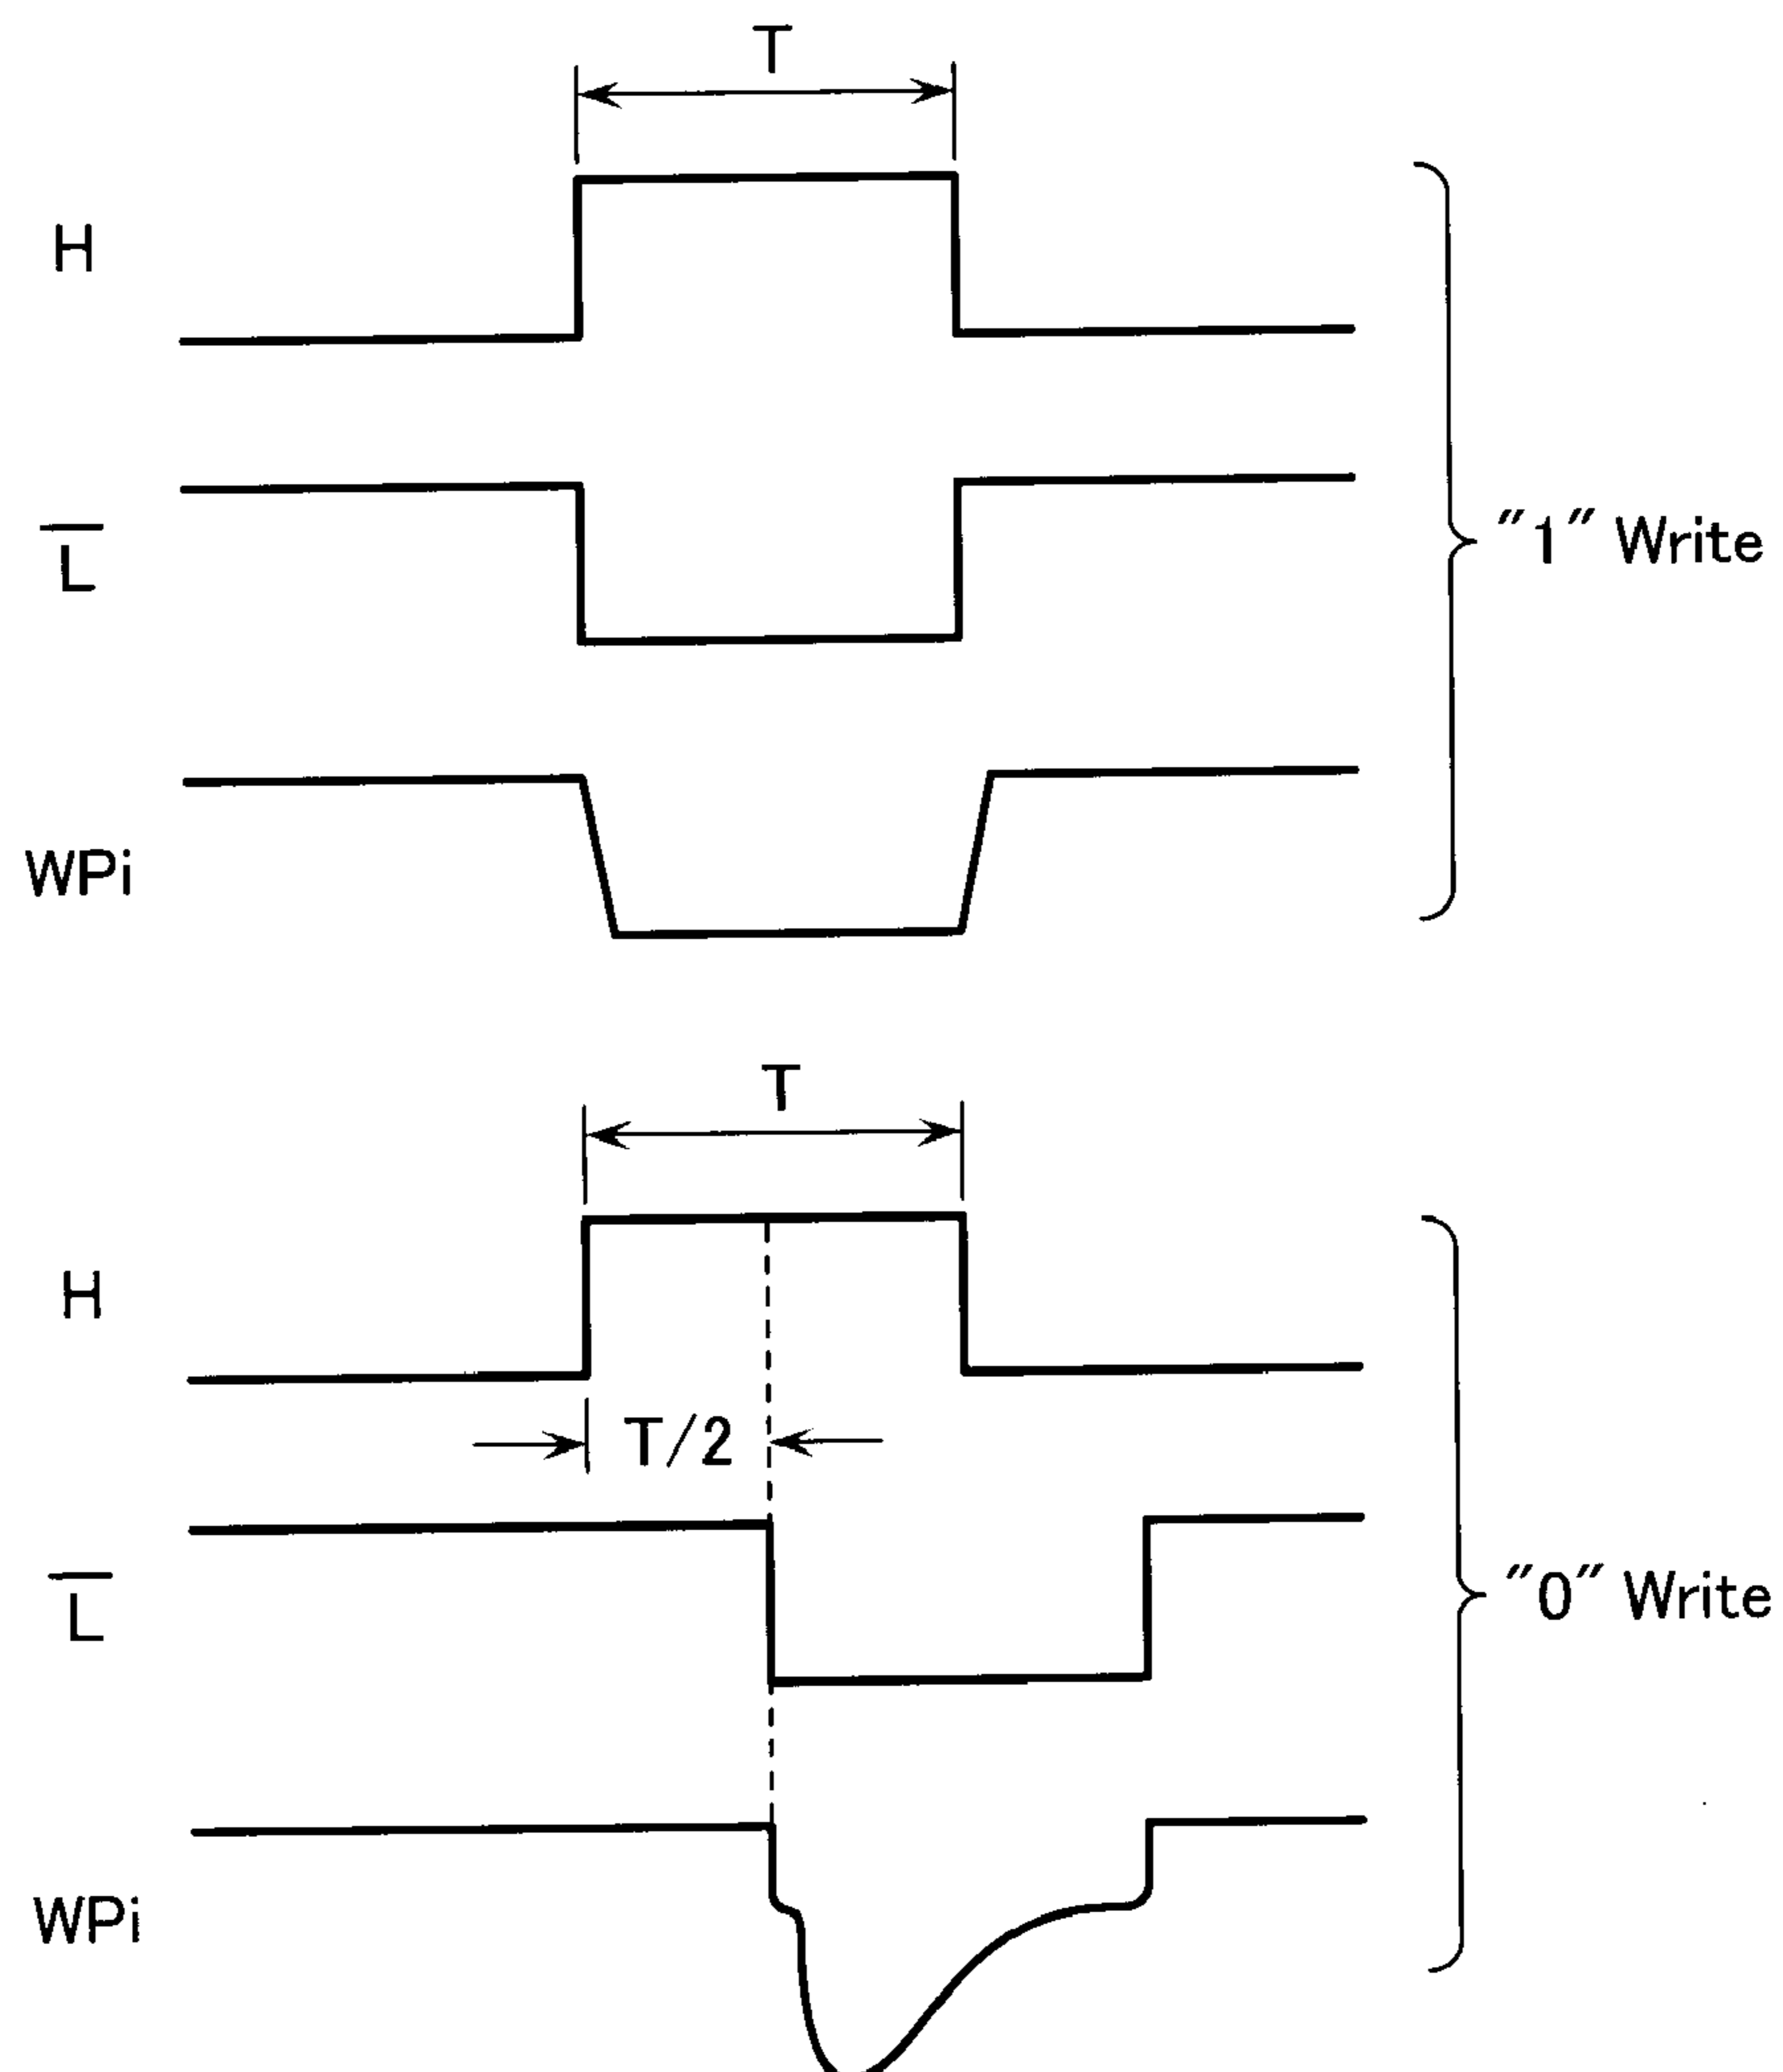 T
H
L̅
"1" Write
WPi
T
H
T/2
L̅
"0" Write
WPi